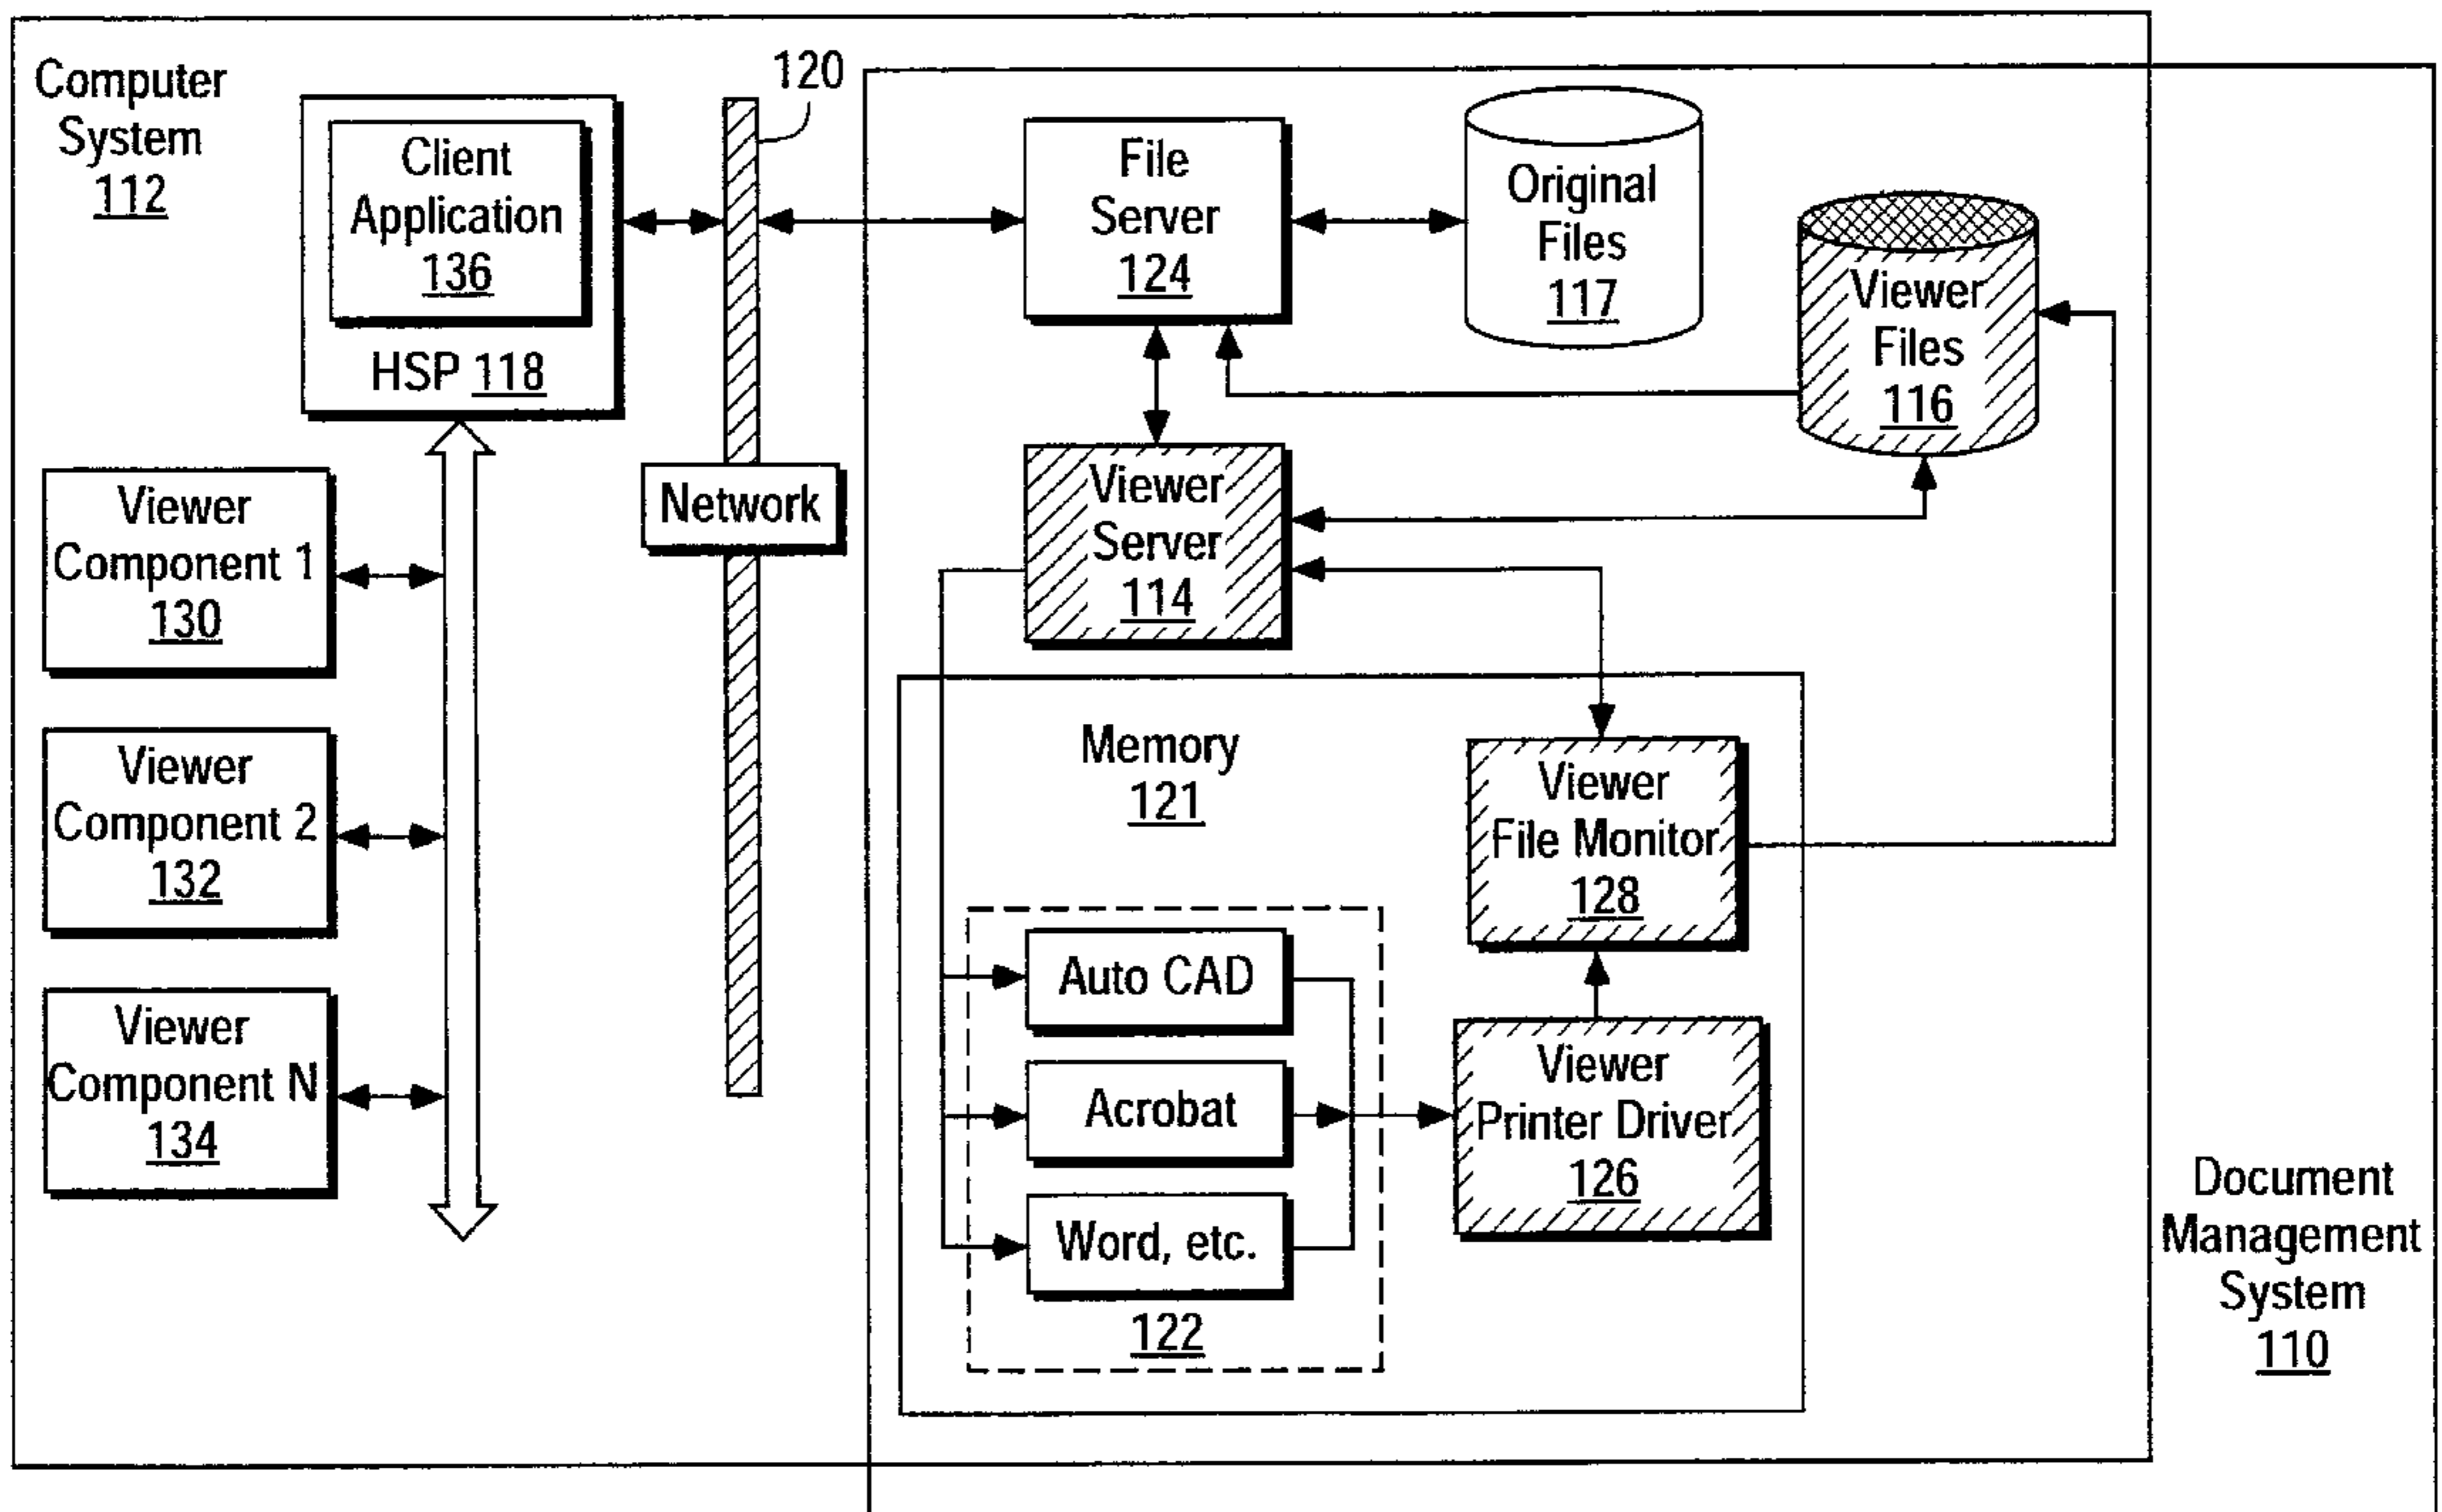 Computer
System
112
120
Client
Application
136
HSP 118
File
Server
124
Original
Files
117
Viewer
Files
116
Viewer
Component 1
130
Network
Viewer
Server
114
Viewer
Component 2
132
Memory
121
Viewer
File Monitor
128
Viewer
Component N
134
Auto CAD
Acrobat
Word, etc.
122
Viewer
Printer Driver
126
Document
Management
System
110